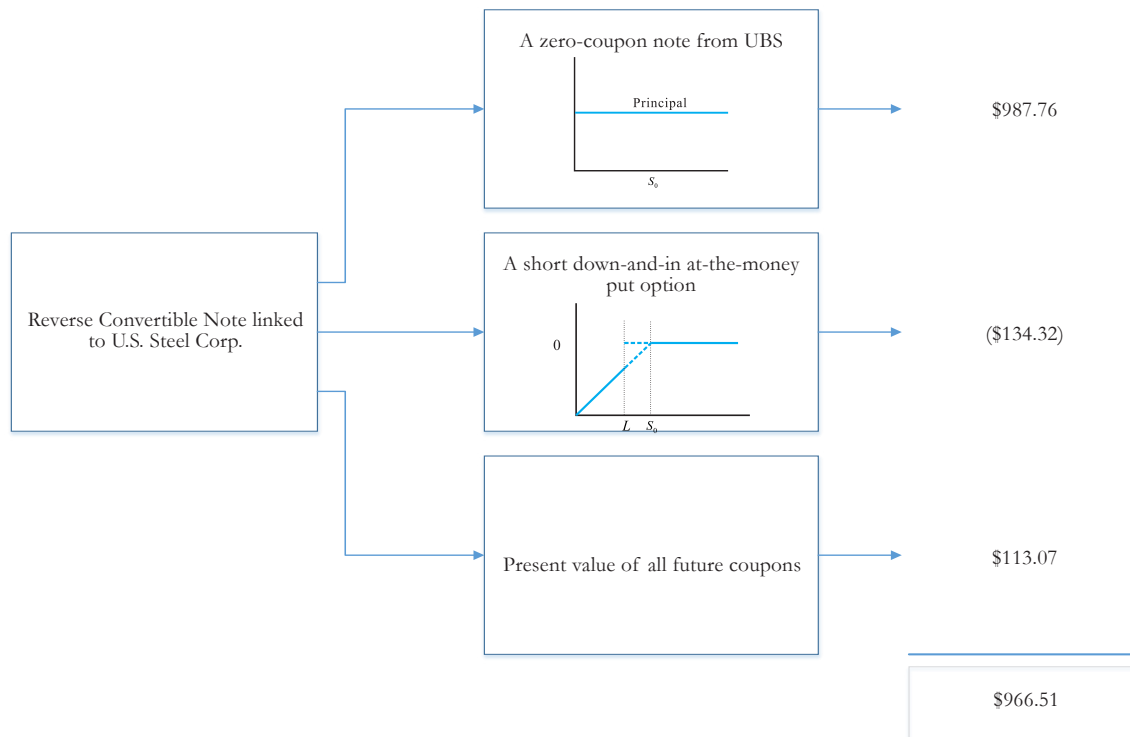 A zero-coupon note from UBS
Principal
S₀
$987.76
Reverse Convertible Note linked
to U.S. Steel Corp.
A short down-and-in at-the-money
put option
0
L S₀
($134.32)
Present value of all future coupons
$113.07
$966.51